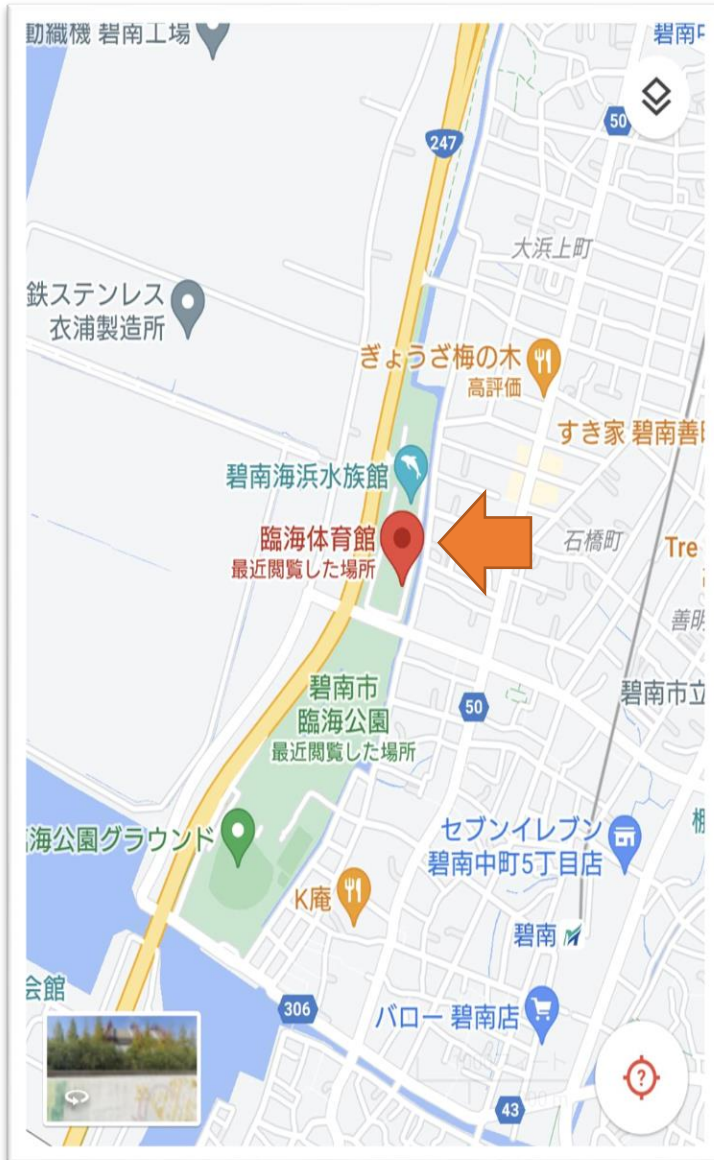 動織機 碧南工場
碧南中
50
247
大浜上町
鉄ステンレス
衣浦製造所
ぎょうざ梅の木
高評価
すき家 碧南善明
碧南海浜水族館
臨海体育館
最近閲覧した場所
石橋町
Tre
善明
碧南市
臨海公園
最近閲覧した場所
碧南市立
50
海公園グラウンド
セブンイレブン
碧南中町5丁目店
棚
K庵
碧南
会館
306
バロー 碧南店
?
43